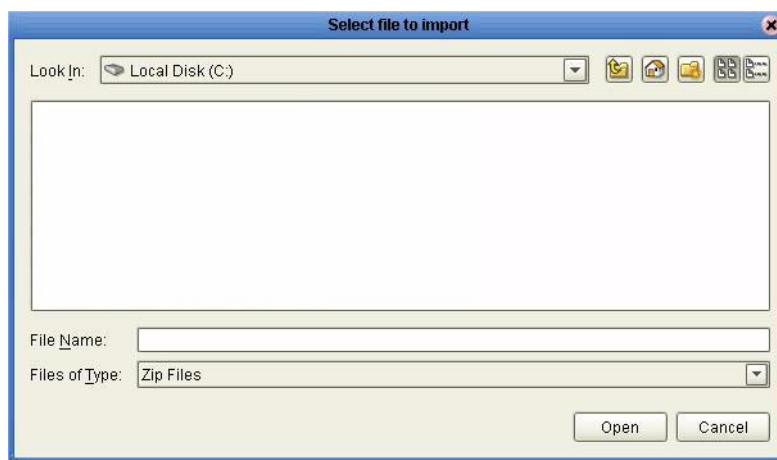 Select file to import
Look In: Local Disk (C:)
File Name:
Files of Type: Zip Files
Open Cancel